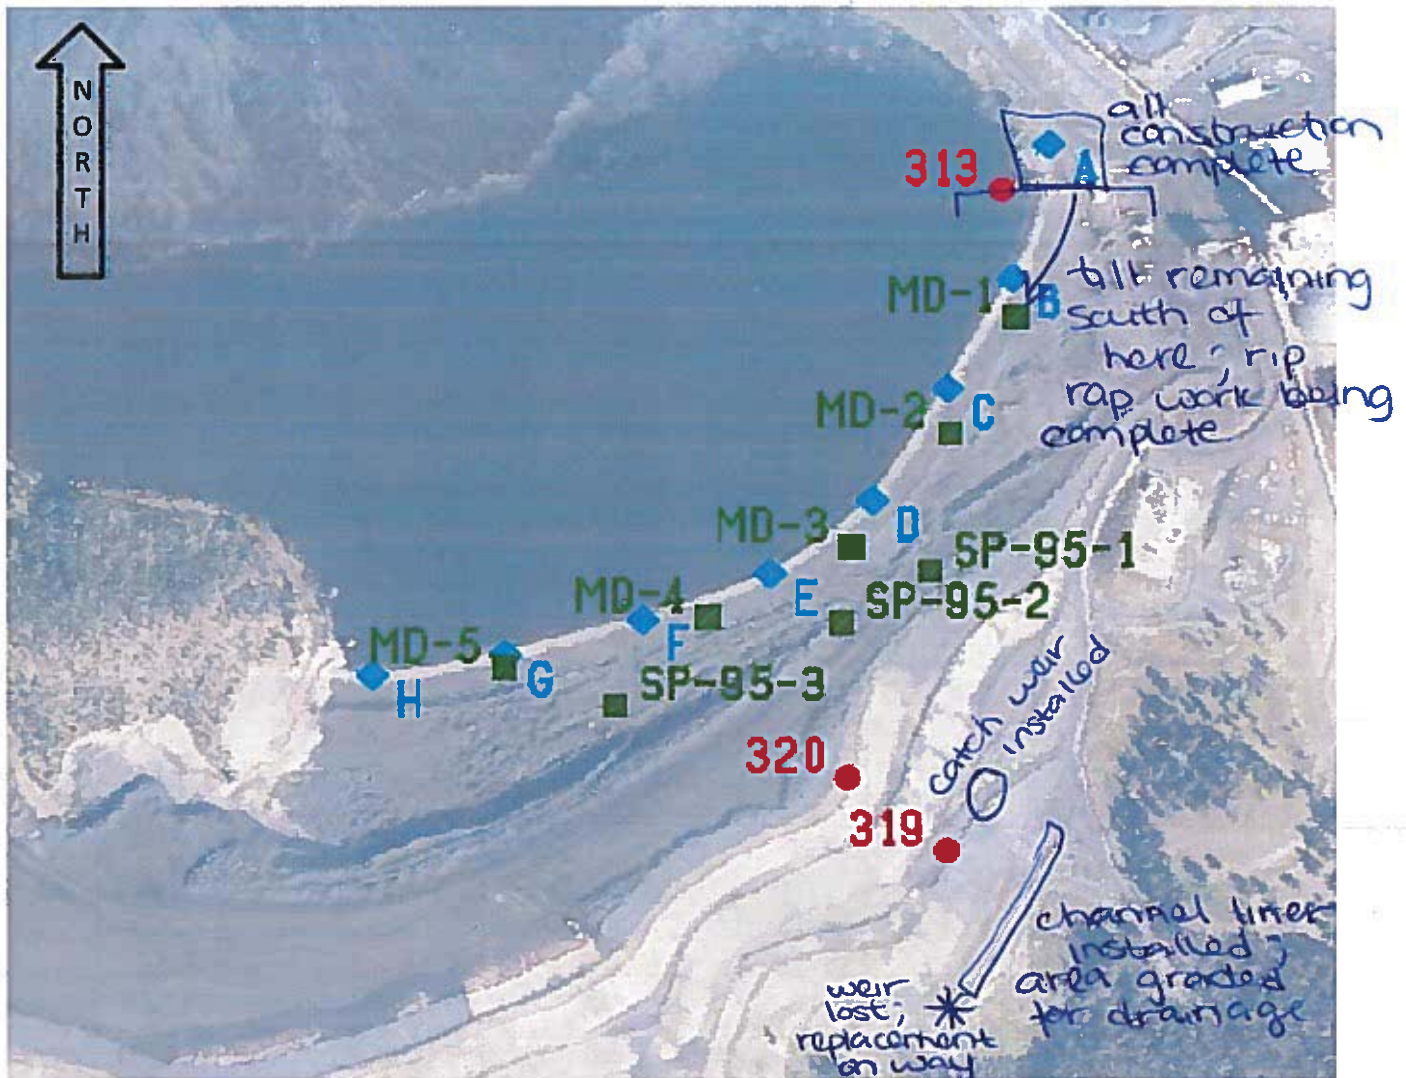 N
O
R
T
H
all
construction
complete
313
A
MD-1
B
till remaining
south of
here; rip
rap work being
complete
MD-2
C
MD-3
D
SP-95-1
MD-4
E
SP-95-2
F
MD-5
G
SP-95-3
H
catch weir
installed
320
319
channel liner
installed;
area graded
for drainage
weir
lost;
replacement
on way